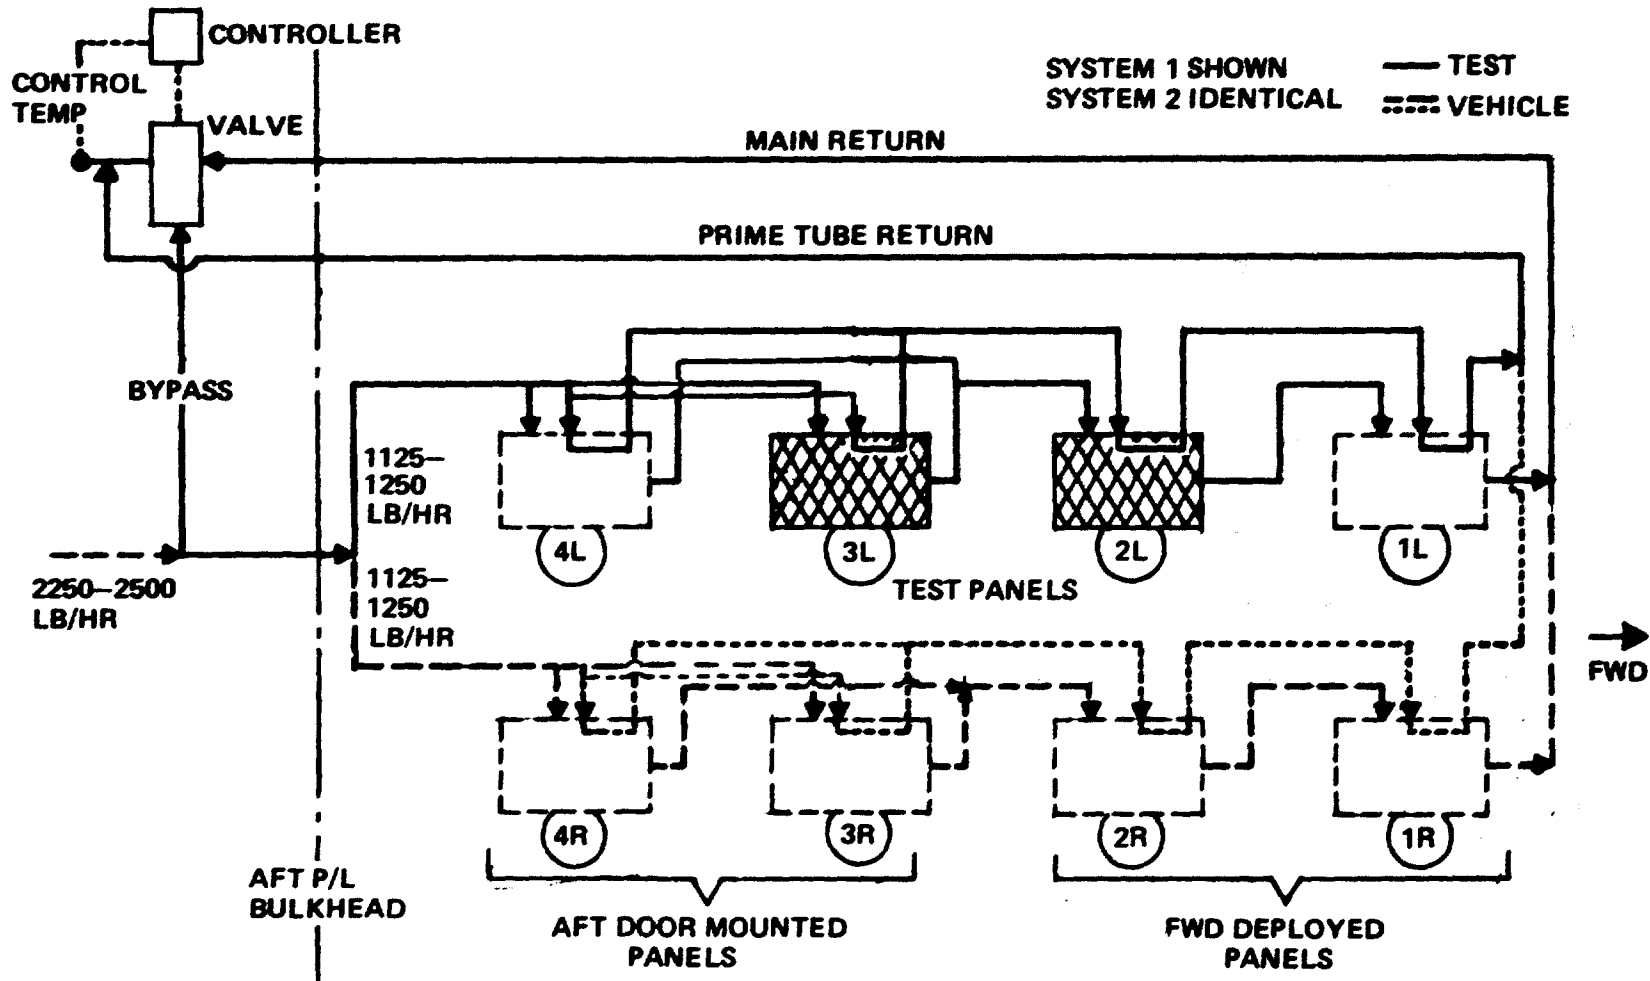 CONTROLLER
CONTROL
TEMP
VALVE
SYSTEM 1 SHOWN
SYSTEM 2 IDENTICAL
TEST
VEHICLE
MAIN RETURN
PRIME TUBE RETURN
BYPASS
1125–
1250
LB/HR
4L
3L
2L
1L
2250–2500
LB/HR
1125–
1250
LB/HR
TEST PANELS
FWD
4R
3R
2R
1R
AFT P/L
BULKHEAD
AFT DOOR MOUNTED
PANELS
FWD DEPLOYED
PANELS